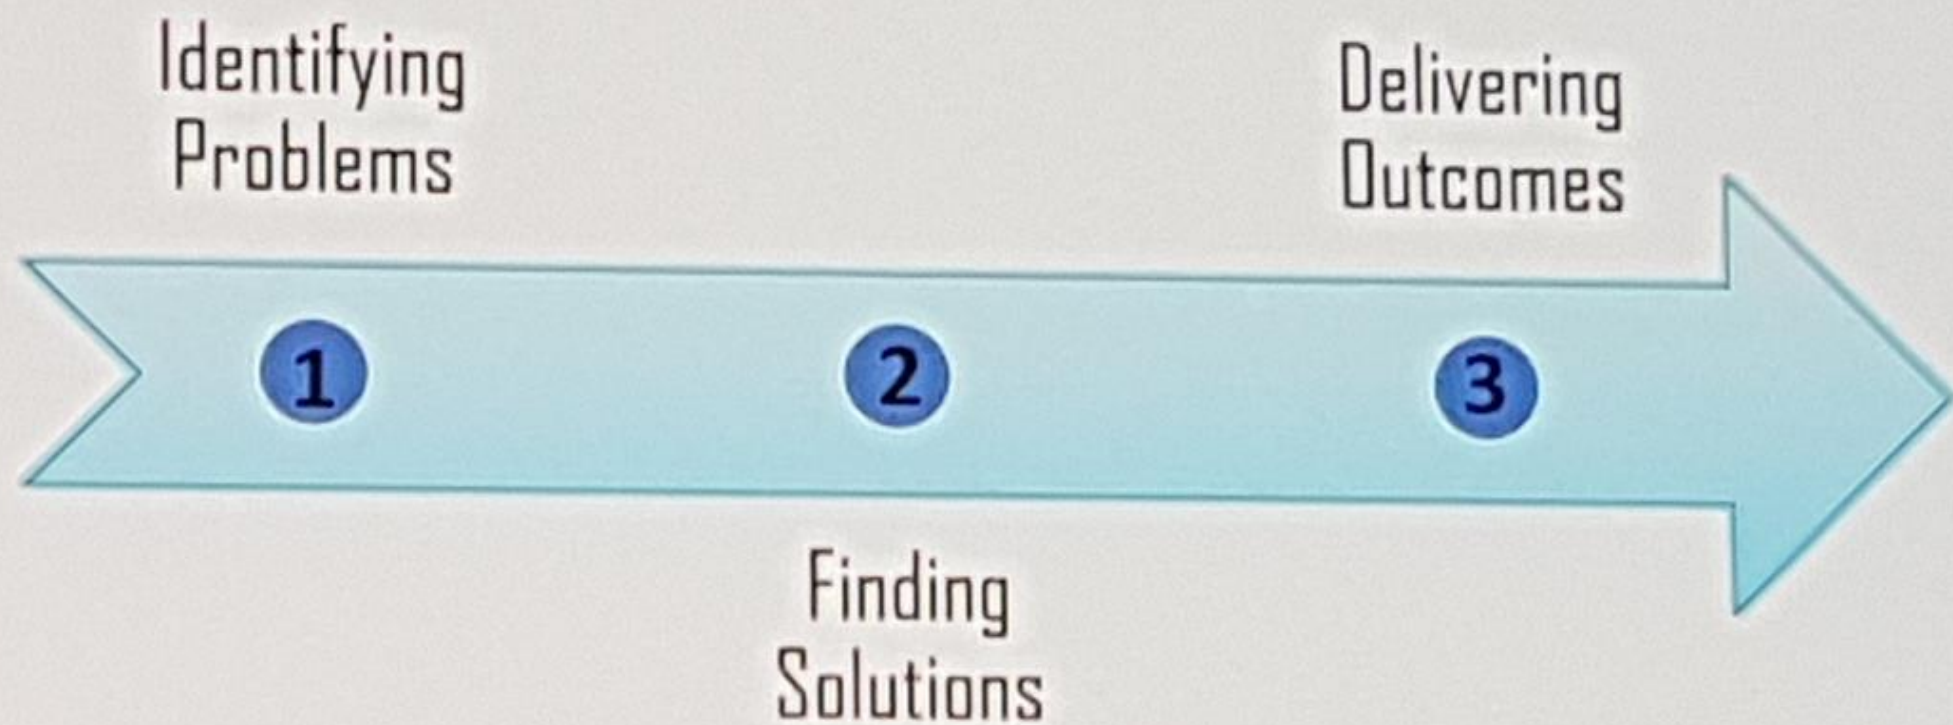 Identifying
Problems
Delivering
Outcomes
1
2
3
Finding
Solutions